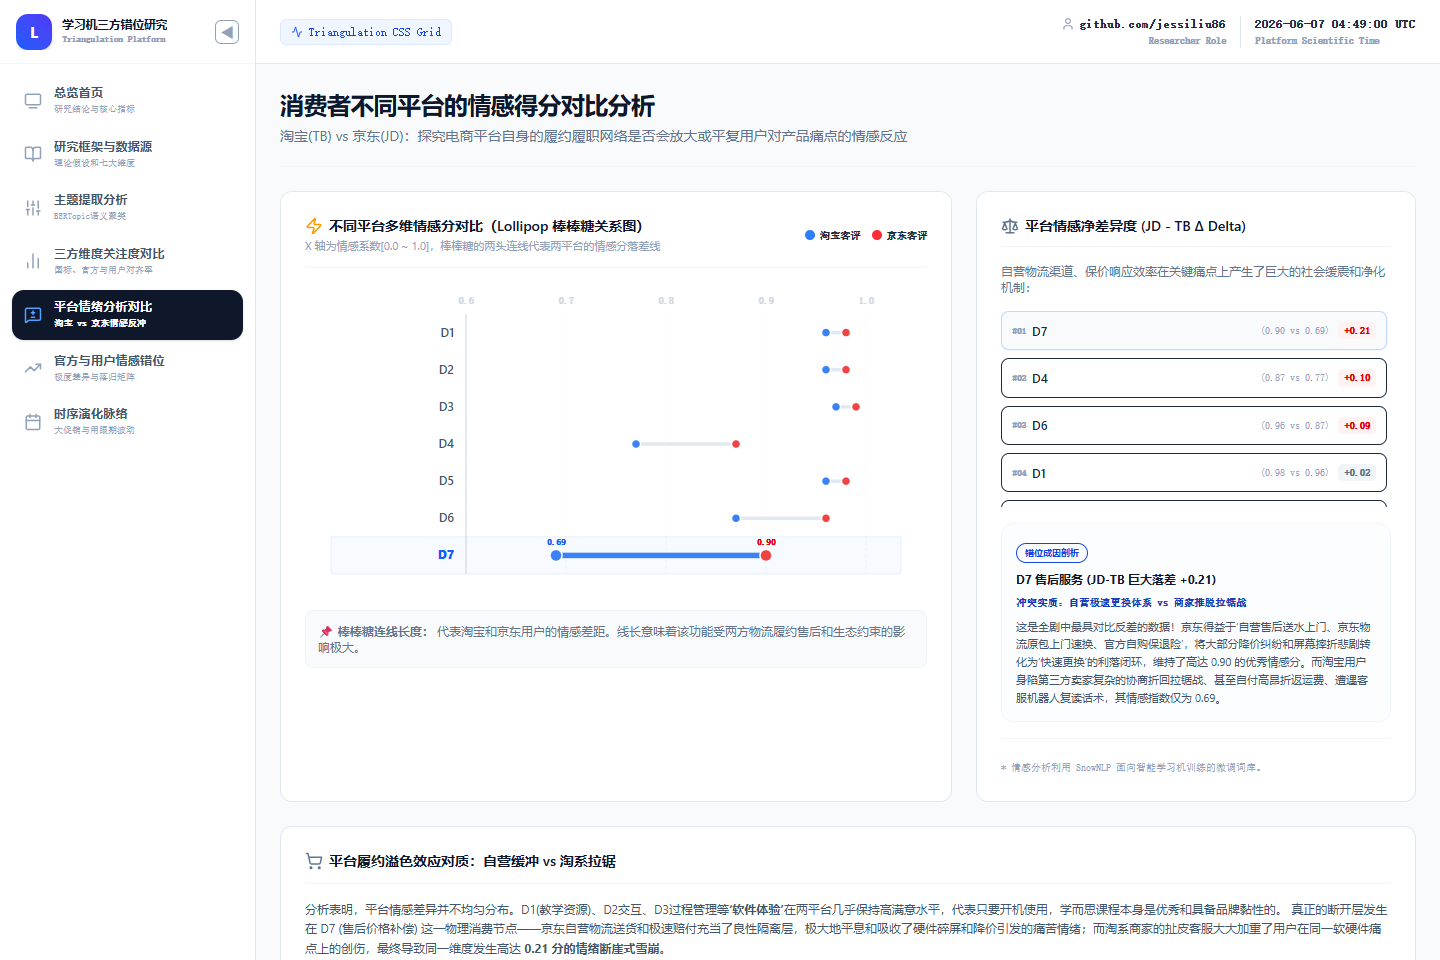 L
学习机三方错位研究
Triangulation Platform
总览首页
研究结论与核心指标
研究框架与数据源
理论假设和七大维度
主题提取分析
BERTopic语义聚类
三方维度关注度对比
国标、官方与用户对齐率
平台情绪分析对比
淘宝 vs 京东情感反冲
官方与用户情感错位
极度差异与落归矩阵
时序演化脉络
大促销与用眼期波动
Triangulation CSS Grid
github.com/jessiliu86
Researcher Role
2026-06-07 04:49:00 UTC
Platform Scientific Time
消费者不同平台的情感得分对比分析
淘宝(TB) vs 京东(JD)：探究电商平台自身的履约履职网络是否会放大或平复用户对产品痛点的情感反应
不同平台多维情感分对比（Lollipop 棒棒糖关系图）
X 轴为情感系数[0.0 ~ 1.0]，棒棒糖的两头连线代表两平台的情感分落差线
淘宝客评
京东客评
0.6 0.7 0.8 0.9 1.0
D1
D2
D3
D4
D5
D6
D7
0.69
0.90
📌 棒棒糖连线长度： 代表淘宝和京东用户的情感差距。线长意味着该功能受两方物流履约售后和生态约束的影
响极大。
平台情感净差异度 (JD - TB Δ Delta)
自营物流渠道、保价响应效率在关键痛点上产生了巨大的社会缓震和净化
机制：
#01 D7 (0.90 vs 0.69) +0.21
#02 D4 (0.87 vs 0.77) +0.10
#03 D6 (0.96 vs 0.87) +0.09
#04 D1 (0.98 vs 0.96) +0.02
错位成因剖析
D7 售后服务 (JD-TB 巨大落差 +0.21)
冲突实质：自营极速更换体系 vs 商家推脱拉锯战
这是全剧中最具对比反差的数据！京东得益于‘自营售后送水上门、京东物
流原包上门速换、官方自购保退险’，将大部分降价纠纷和屏幕摔折悲剧转
化为‘快速更换’的利落闭环，维持了高达 0.90 的优秀情感分。而淘宝用户
身陷第三方卖家复杂的协商折回拉锯战、甚至自付高昂折返运费、遭遇客
服机器人复读话术，其情感指数仅为 0.69。
* 情感分析利用 SnowNLP 面向智能学习机训练的微调词库。
平台履约溢色效应对质：自营缓冲 vs 淘系拉锯
分析表明，平台情感差异并不均匀分布。D1(教学资源)、D2交互、D3过程管理等‘软件体验’在两平台几乎保持高满意水平，代表只要开机使用，学而思课程本身是优秀和具备品牌黏性的。 真正的断开层发生
在 D7 (售后价格补偿) 这一物理消费节点——京东自营物流送货和极速赔付充当了良性隔离层，极大地平息和吸收了硬件碎屏和降价引发的痛苦情绪；而淘系商家的扯皮客服大大加重了用户在同一软硬件痛
点上的创伤，最终导致同一维度发生高达 0.21 分的情绪断崖式雪崩。